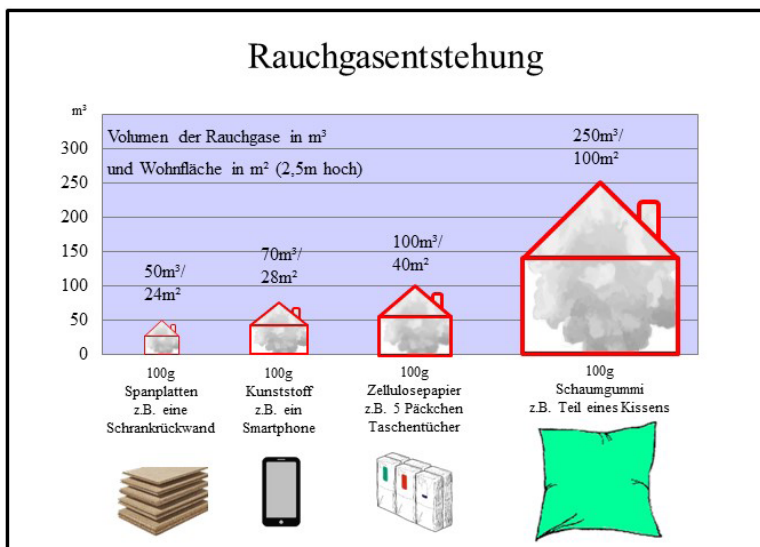 Rauchgasentstehung
m³
Volumen der Rauchgase in m³
und Wohnfläche in m² (2,5m hoch)
300
250
200
150
100
50
0
50m³/
24m²
70m³/
28m²
100m³/
40m²
250m³/
100m²
100g
Spanplatten
z.B. eine
Schrankrückwand
100g
Kunststoff
z.B. ein
Smartphone
100g
Zellulosepapier
z.B. 5 Päckchen
Taschentücher
100g
Schaumgummi
z.B. Teil eines Kissens